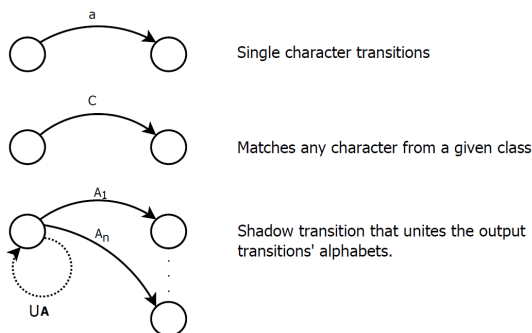 a
Single character transitions
C
Matches any character from a given class
A1
An
Shadow transition that unites the output
transitions' alphabets.
UA